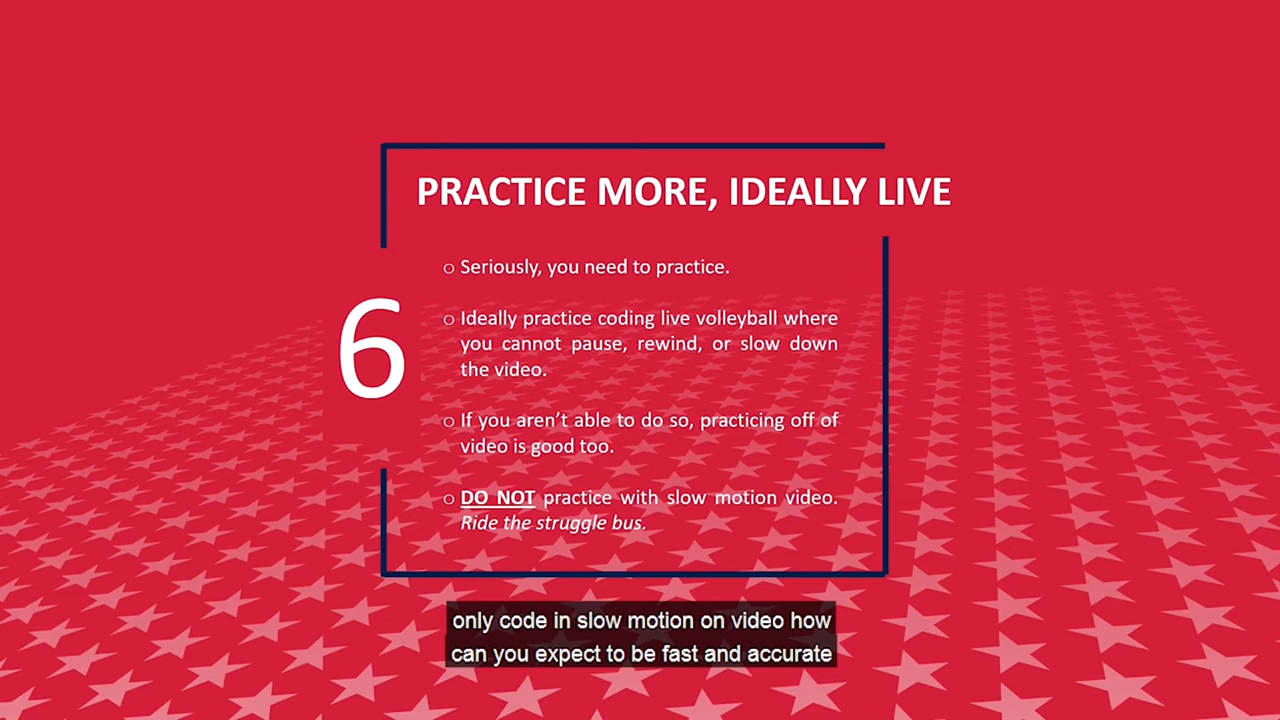 PRACTICE MORE, IDEALLY LIVE
6
o Seriously, you need to practice.
o Ideally practice coding live volleyball where
you cannot pause, rewind, or slow down
the video.
o If you aren’t able to do so, practicing off of
video is good too.
o DO NOT practice with slow motion video.
Ride the struggle bus.
only code in slow motion on video how
can you expect to be fast and accurate